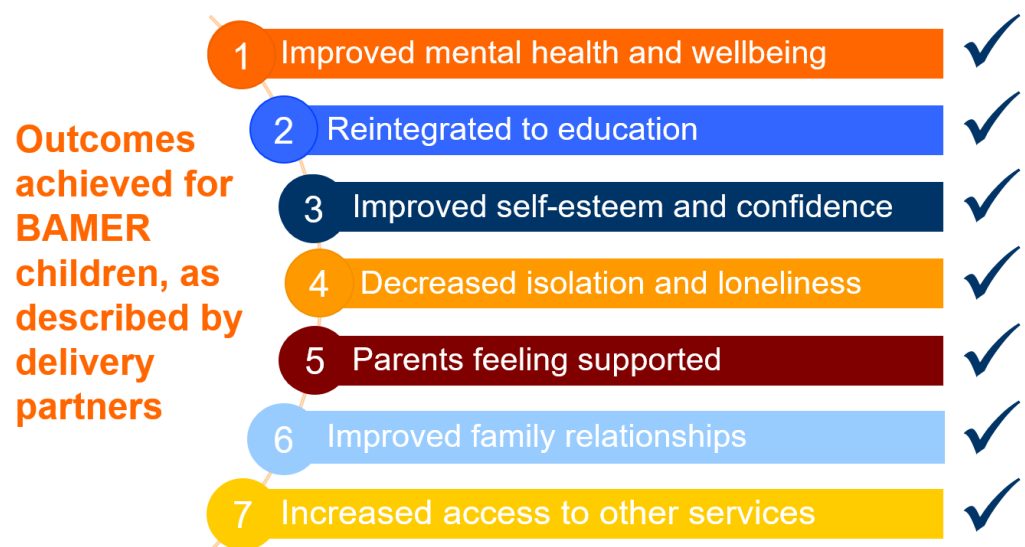 Outcomes
achieved for
BAMER
children, as
described by
delivery
partners
1 Improved mental health and wellbeing
2 Reintegrated to education
3 Improved self-esteem and confidence
4 Decreased isolation and loneliness
5 Parents feeling supported
6 Improved family relationships
7 Increased access to other services